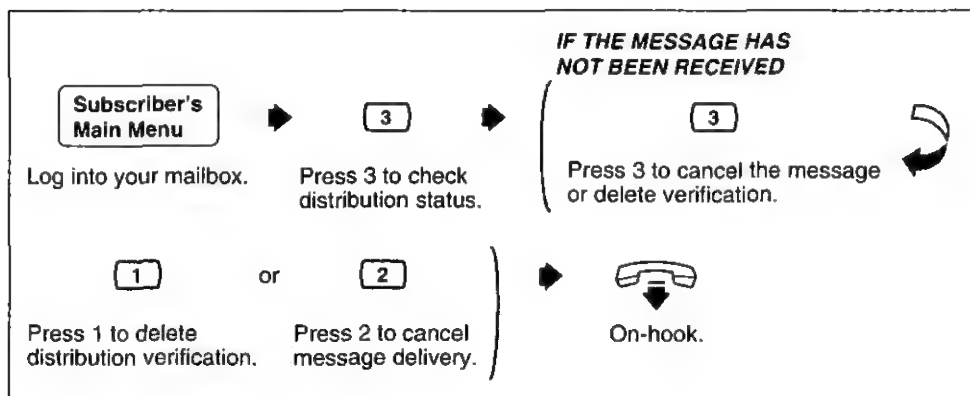 IF THE MESSAGE HAS
NOT BEEN RECEIVED
Subscriber's
Main Menu
3
3
Log into your mailbox.
Press 3 to check
distribution status.
Press 3 to cancel the message
or delete verification.
1
or
2
Press 1 to delete
distribution verification.
Press 2 to cancel
message delivery.
On-hook.